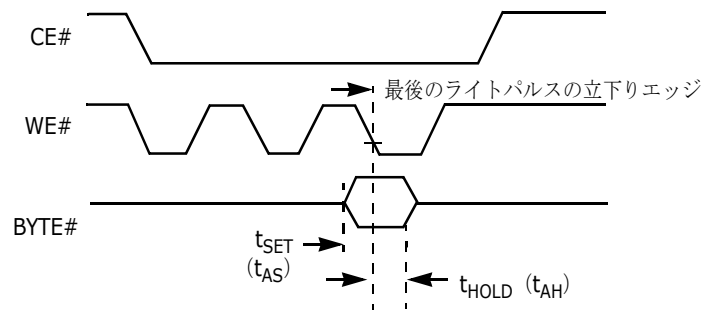 CE#
最後のライトパルスの立下りエッジ
WE#
BYTE#
tSET
(tAS)
tHOLD (tAH)